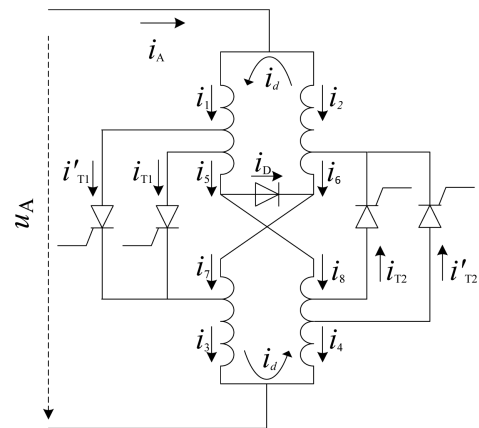 i_A
i_d
i_1
i_2
i'_T1
i_T1
i_5
i_D
i_6
u_A
i_7
i_8
i_T2
i'_T2
i_3
i_d
i_4